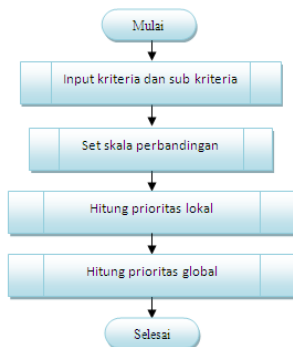 Mulai
Input kriteria dan sub kriteria
Set skala perbandingan
Hitung prioritas lokal
Hitung prioritas global
Selesai